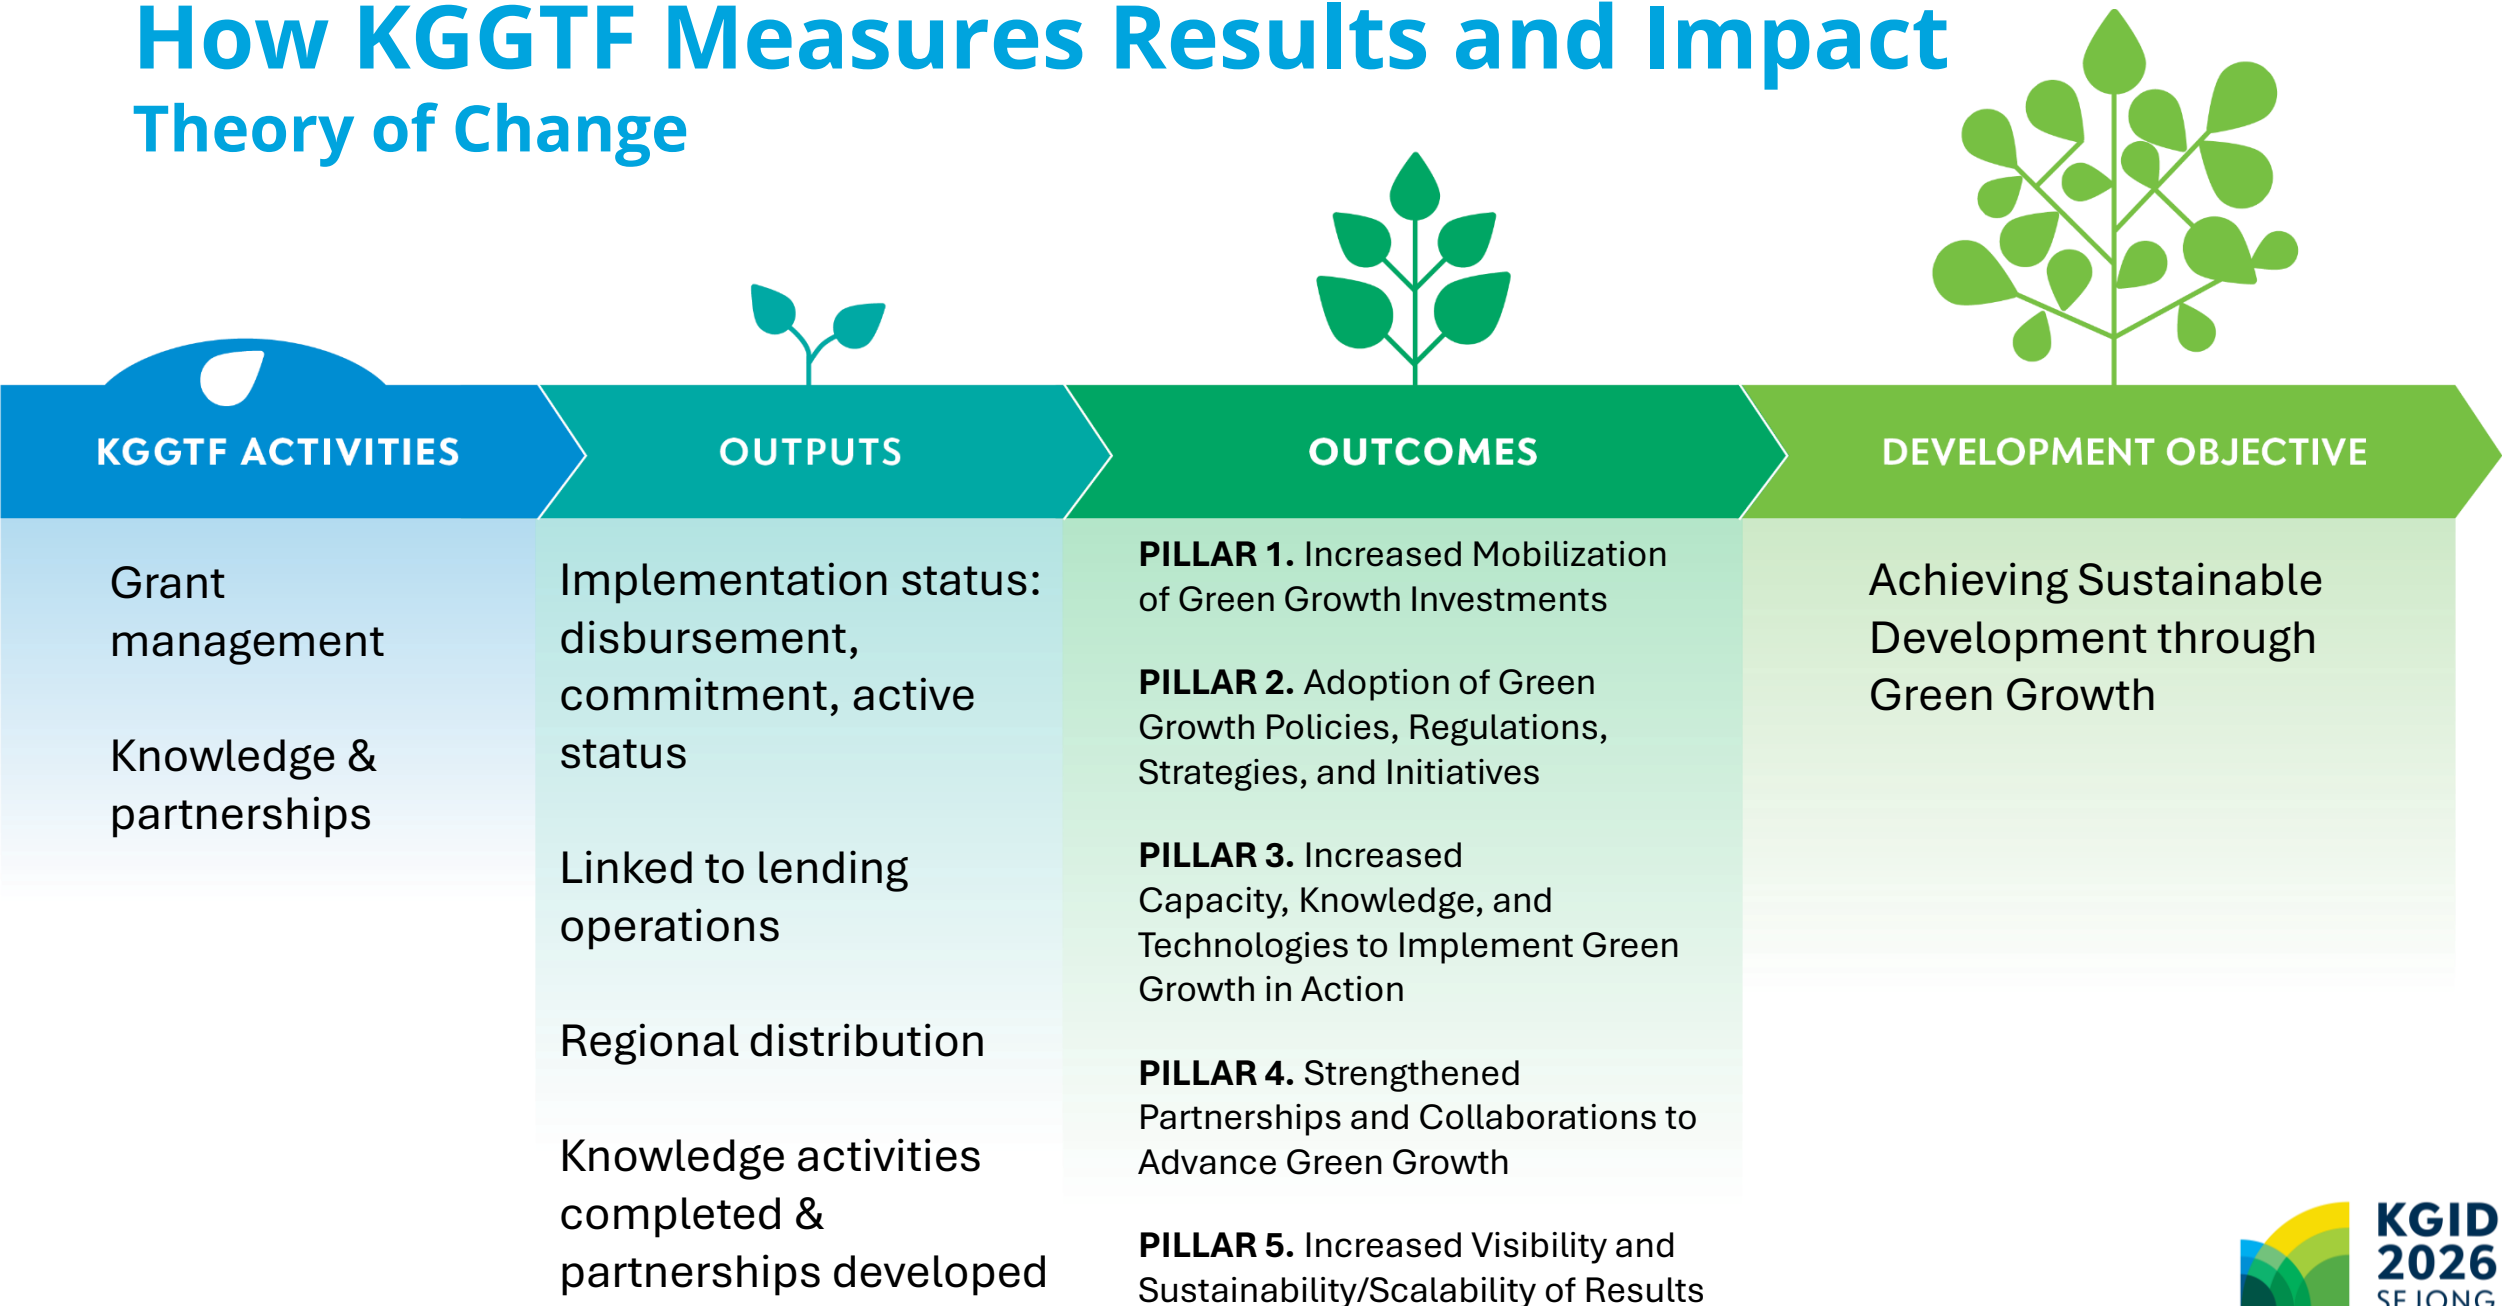 How KGGTF Measures Results and Impact
Theory of Change
KGGTF ACTIVITIES
Grant
management
Knowledge &
partnerships
OUTPUTS
Implementation status:
disbursement,
commitment, active
status
Linked to lending
operations
Regional distribution
Knowledge activities
completed &
partnerships developed
OUTCOMES
PILLAR 1. Increased Mobilization
of Green Growth Investments
PILLAR 2. Adoption of Green
Growth Policies, Regulations,
Strategies, and Initiatives
PILLAR 3. Increased
Capacity, Knowledge, and
Technologies to Implement Green
Growth in Action
PILLAR 4. Strengthened
Partnerships and Collaborations to
Advance Green Growth
PILLAR 5. Increased Visibility and
Sustainability/Scalability of Results
DEVELOPMENT OBJECTIVE
Achieving Sustainable
Development through
Green Growth
KGID
2026
SEJONG